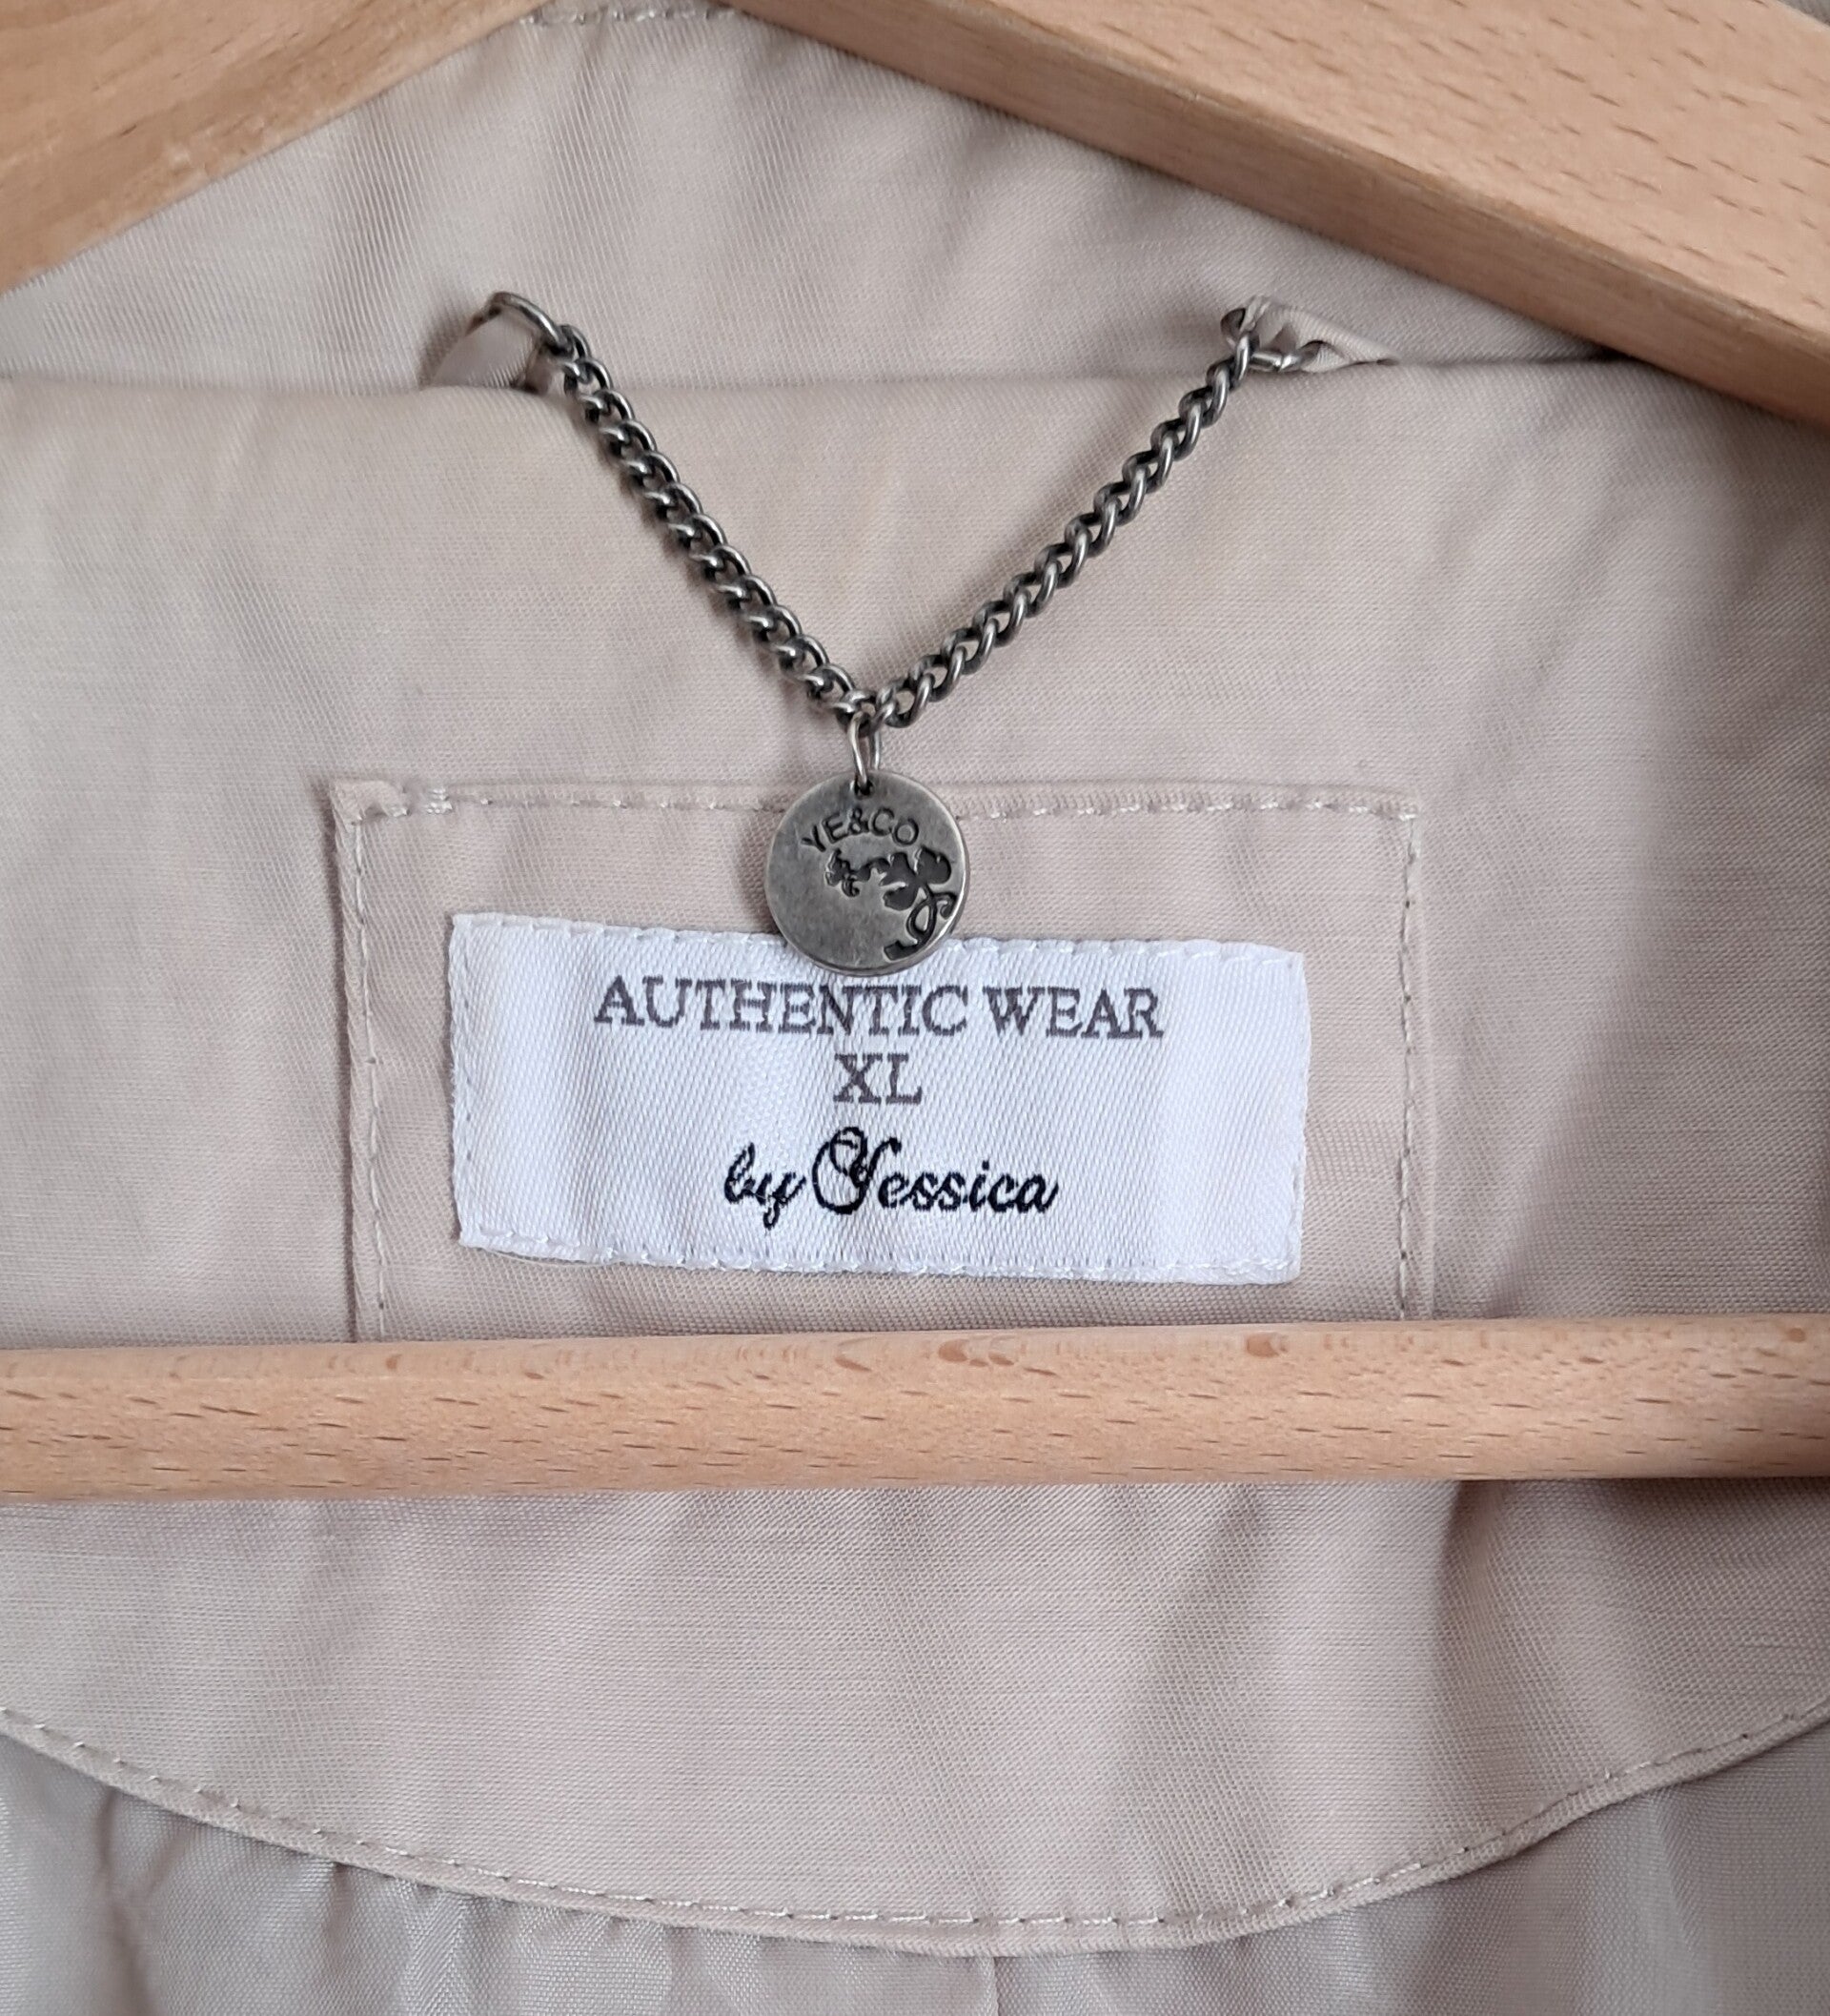 YE&CO
AUTHENTIC WEAR
XL
by Yessica